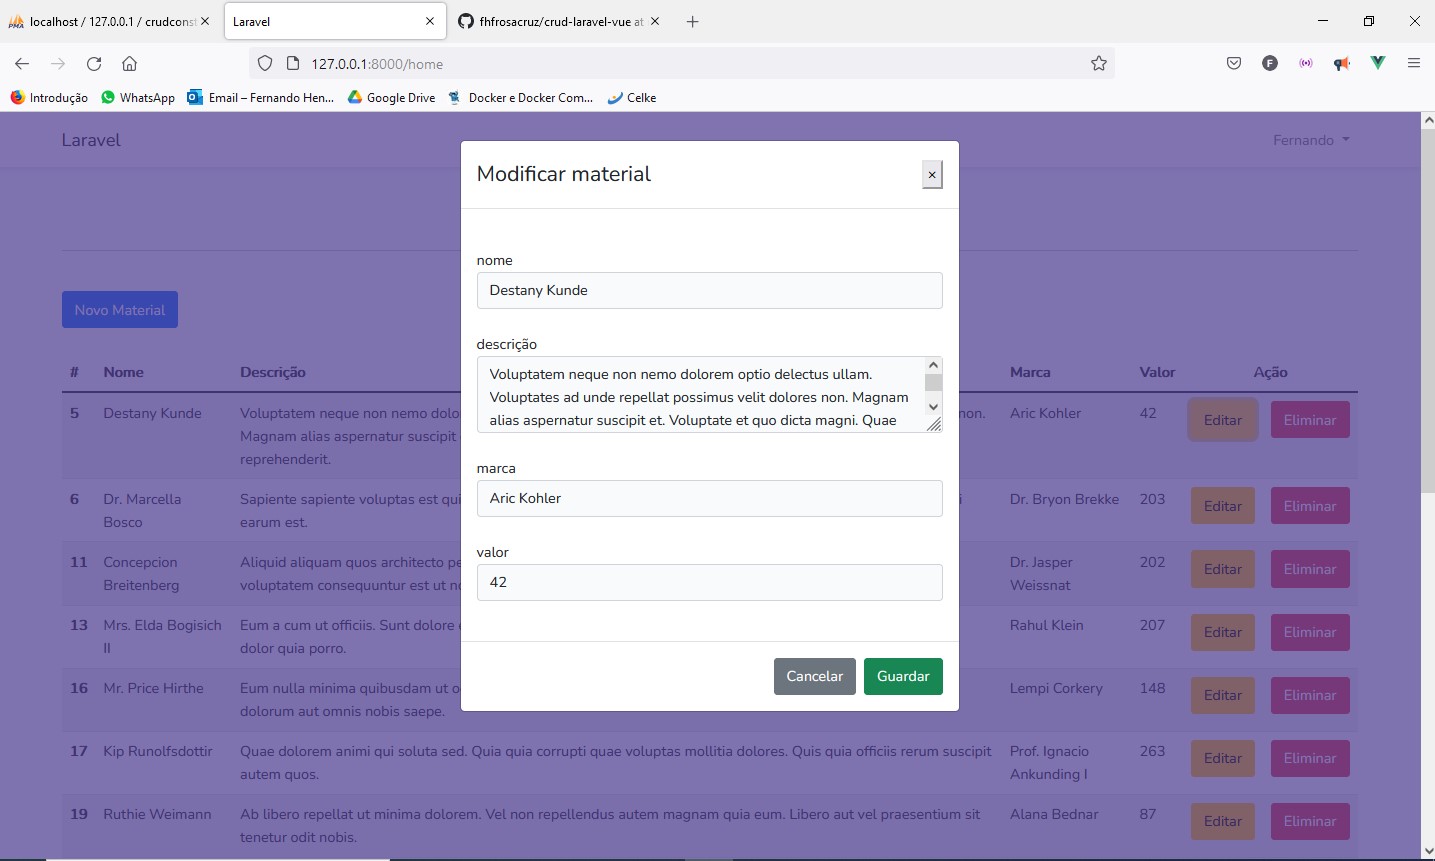 localhost / 127.0.0.1 / crudconst
Laravel
fhfrosacruz/crud-laravel-vue at
127.0.0.1:8000/home
Introdução
WhatsApp
Email – Fernando Hen...
Google Drive
Docker e Docker Com...
Celke
Laravel
Fernando
Modificar material
×
nome
Destany Kunde
descrição
Voluptatem neque non nemo dolorem optio delectus ullam.
Voluptates ad unde repellat possimus velit dolores non. Magnam
alias aspernatur suscipit et. Voluptate et quo dicta magni. Quae
marca
Aric Kohler
valor
42
Cancelar Guardar
Novo Material
# Nome Descrição Marca Valor Ação
5 Destany Kunde Voluptatem neque non nemo dolo non. Aric Kohler 42 Editar Eliminar
Magnam alias aspernatur suscipit
reprehenderit.
6 Dr. Marcella Sapiente sapiente voluptas est qui Dr. Bryon Brekke 203 Editar Eliminar
Bosco earum est.
11 Concepcion Aliquid aliquam quos architecto pe Dr. Jasper 202 Editar Eliminar
Breitenberg voluptatem consequuntur est ut Weissnat
13 Mrs. Elda Bogisich Eum a cum ut officiis. Sunt dolore Rahul Klein 207 Editar Eliminar
II dolor quia porro.
16 Mr. Price Hirthe Eum nulla minima quibusdam ut Lempi Corkery 148 Editar Eliminar
dolorum aut omnis nobis saepe.
17 Kip Runolfsdottir Quae dolorem animi qui soluta sed. Quia quia corrupti quae voluptas mollitia dolores. Quis quia officiis rerum suscipit Prof. Ignacio 263 Editar Eliminar
autem quos. Ankunding I
19 Ruthie Weimann Ab libero repellat ut minima dolorem. Vel non repellendus autem magnam quia eum. Libero aut vel praesentium sit Alana Bednar 87 Editar Eliminar
tenetur odit nobis.